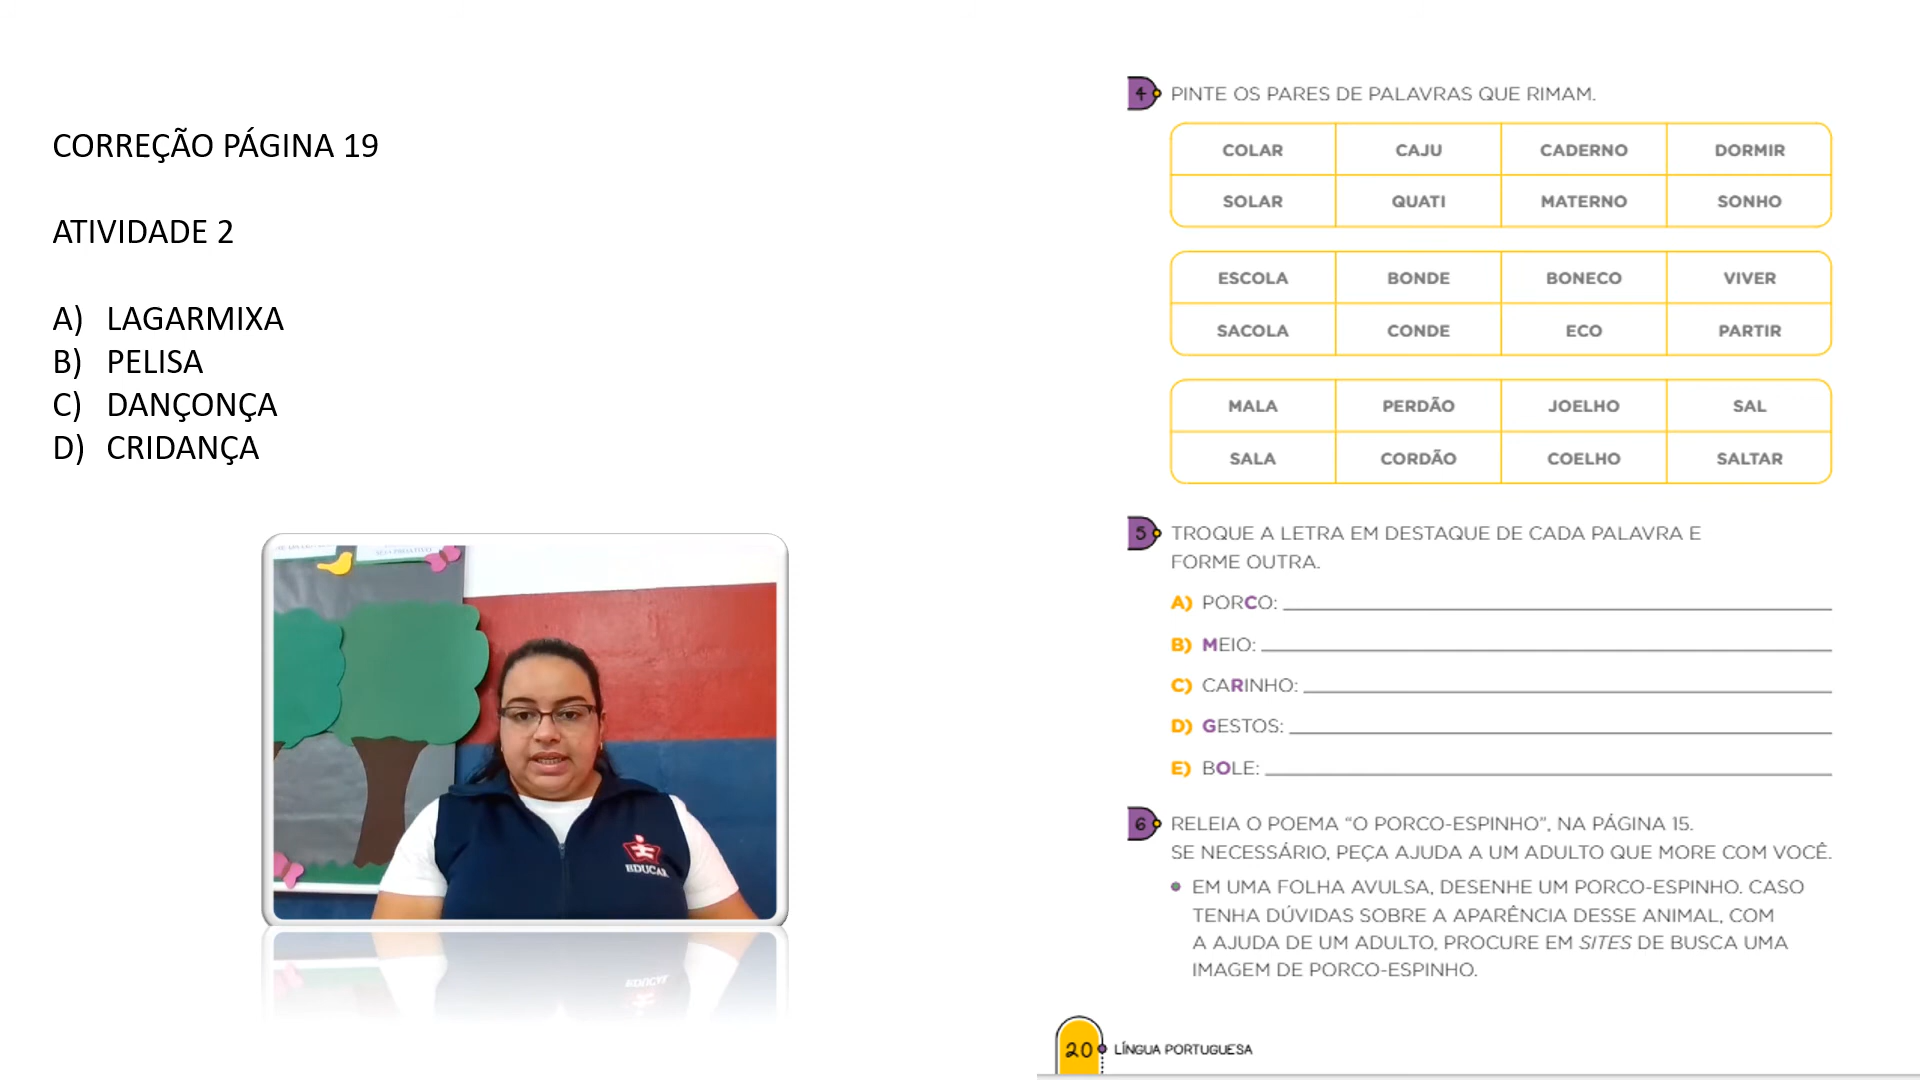 CORREÇÃO PÁGINA 19
ATIVIDADE 2
A) LAGARMIXA
B) PELISA
C) DANÇONÇA
D) CRIDANÇA
EDUCAR
4 PINTE OS PARES DE PALAVRAS QUE RIMAM.
COLAR CAJU CADERNO DORMIR
SOLAR QUATI MATERNO SONHO
ESCOLA BONDE BONECO VIVER
SACOLA CONDE ECO PARTIR
MALA PERDÃO JOELHO SAL
SALA CORDÃO COELHO SALTAR
5 TROQUE A LETRA EM DESTAQUE DE CADA PALAVRA E
FORME OUTRA.
A) PORCO:
B) MEIO:
C) CARINHO:
D) GESTOS:
E) BOLE:
6 RELEIA O POEMA “O PORCO-ESPINHO”, NA PÁGINA 15.
SE NECESSÁRIO, PEÇA AJUDA A UM ADULTO QUE MORE COM VOCÊ.
• EM UMA FOLHA AVULSA, DESENHE UM PORCO-ESPINHO. CASO
TENHA DÚVIDAS SOBRE A APARÊNCIA DESSE ANIMAL, COM
A AJUDA DE UM ADULTO, PROCURE EM SITES DE BUSCA UMA
IMAGEM DE PORCO-ESPINHO.
20 LÍNGUA PORTUGUESA